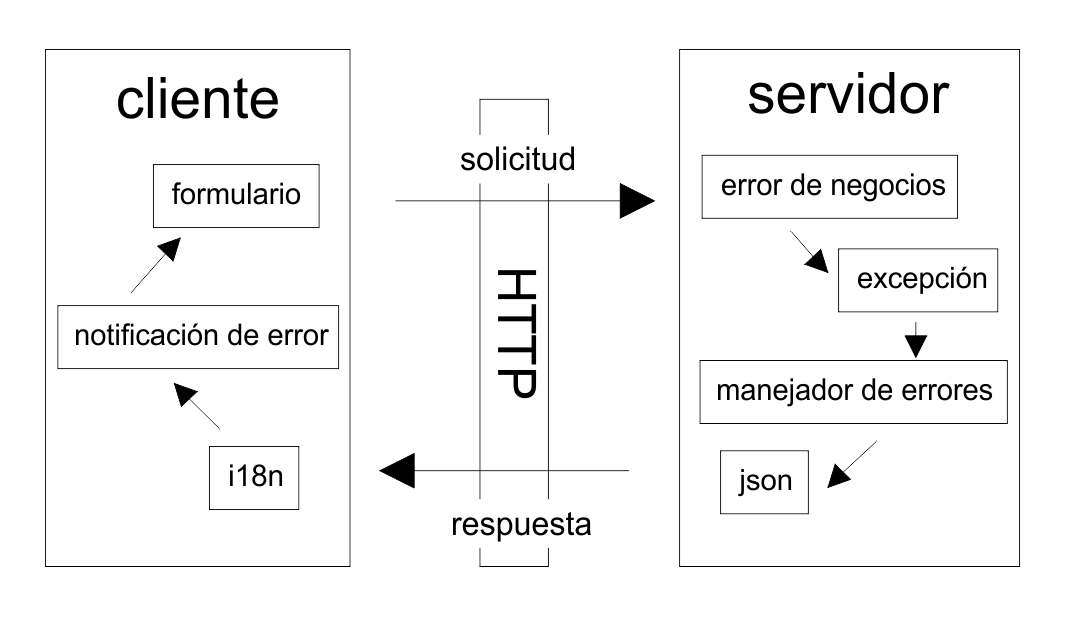 cliente
formulario
notificación de error
i18n
solicitud
HTTP
respuesta
servidor
error de negocios
excepción
manejador de errores
json